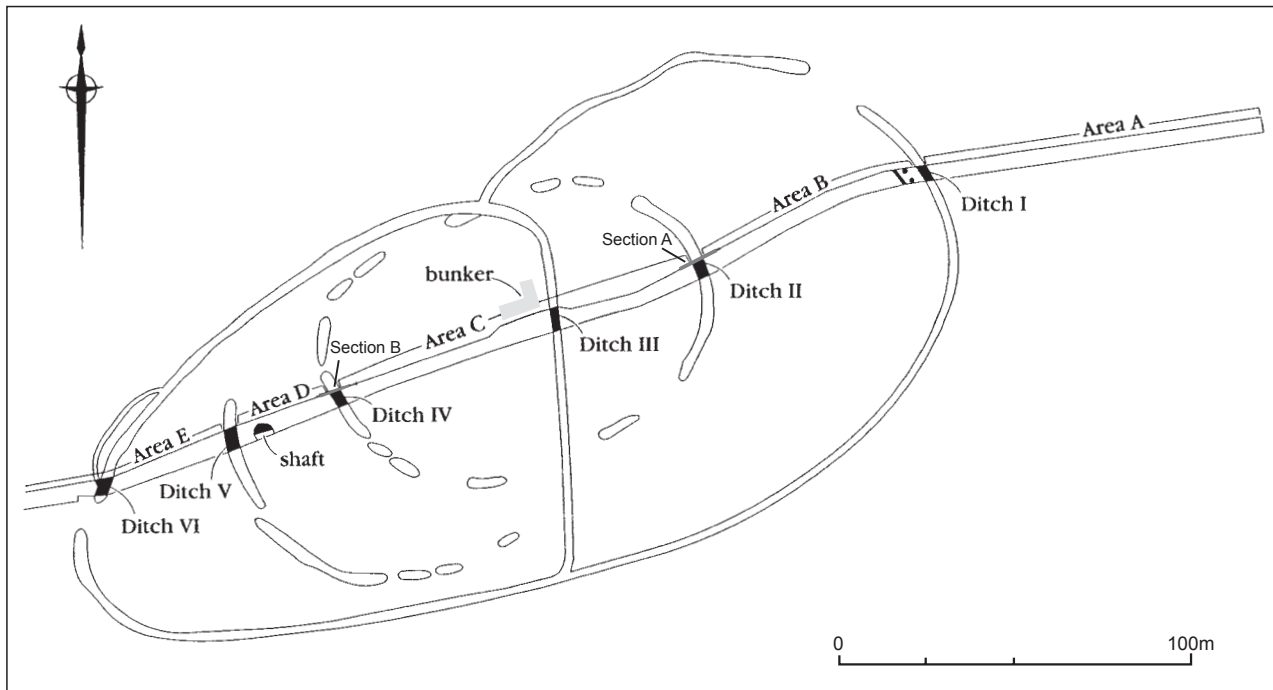 Area A
Area B
Ditch I
Section A
bunker
Ditch II
Area C
Ditch III
Section B
Area D
Ditch IV
Area E
shaft
Ditch V
Ditch VI
0
100m